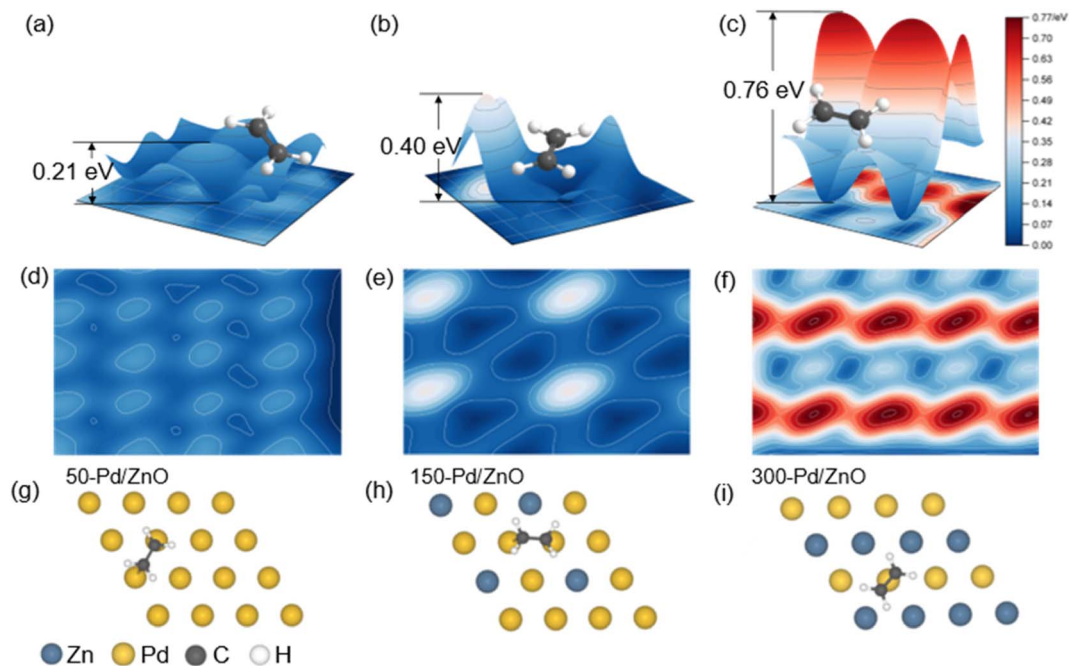 (a)
(b)
(c)
0.21 eV
0.40 eV
0.76 eV
0.77/eV
0.70
0.63
0.56
0.49
0.42
0.35
0.28
0.21
0.14
0.07
0.00
(d)
(e)
(f)
50-Pd/ZnO
150-Pd/ZnO
300-Pd/ZnO
(g)
(h)
(i)
Zn Pd C H